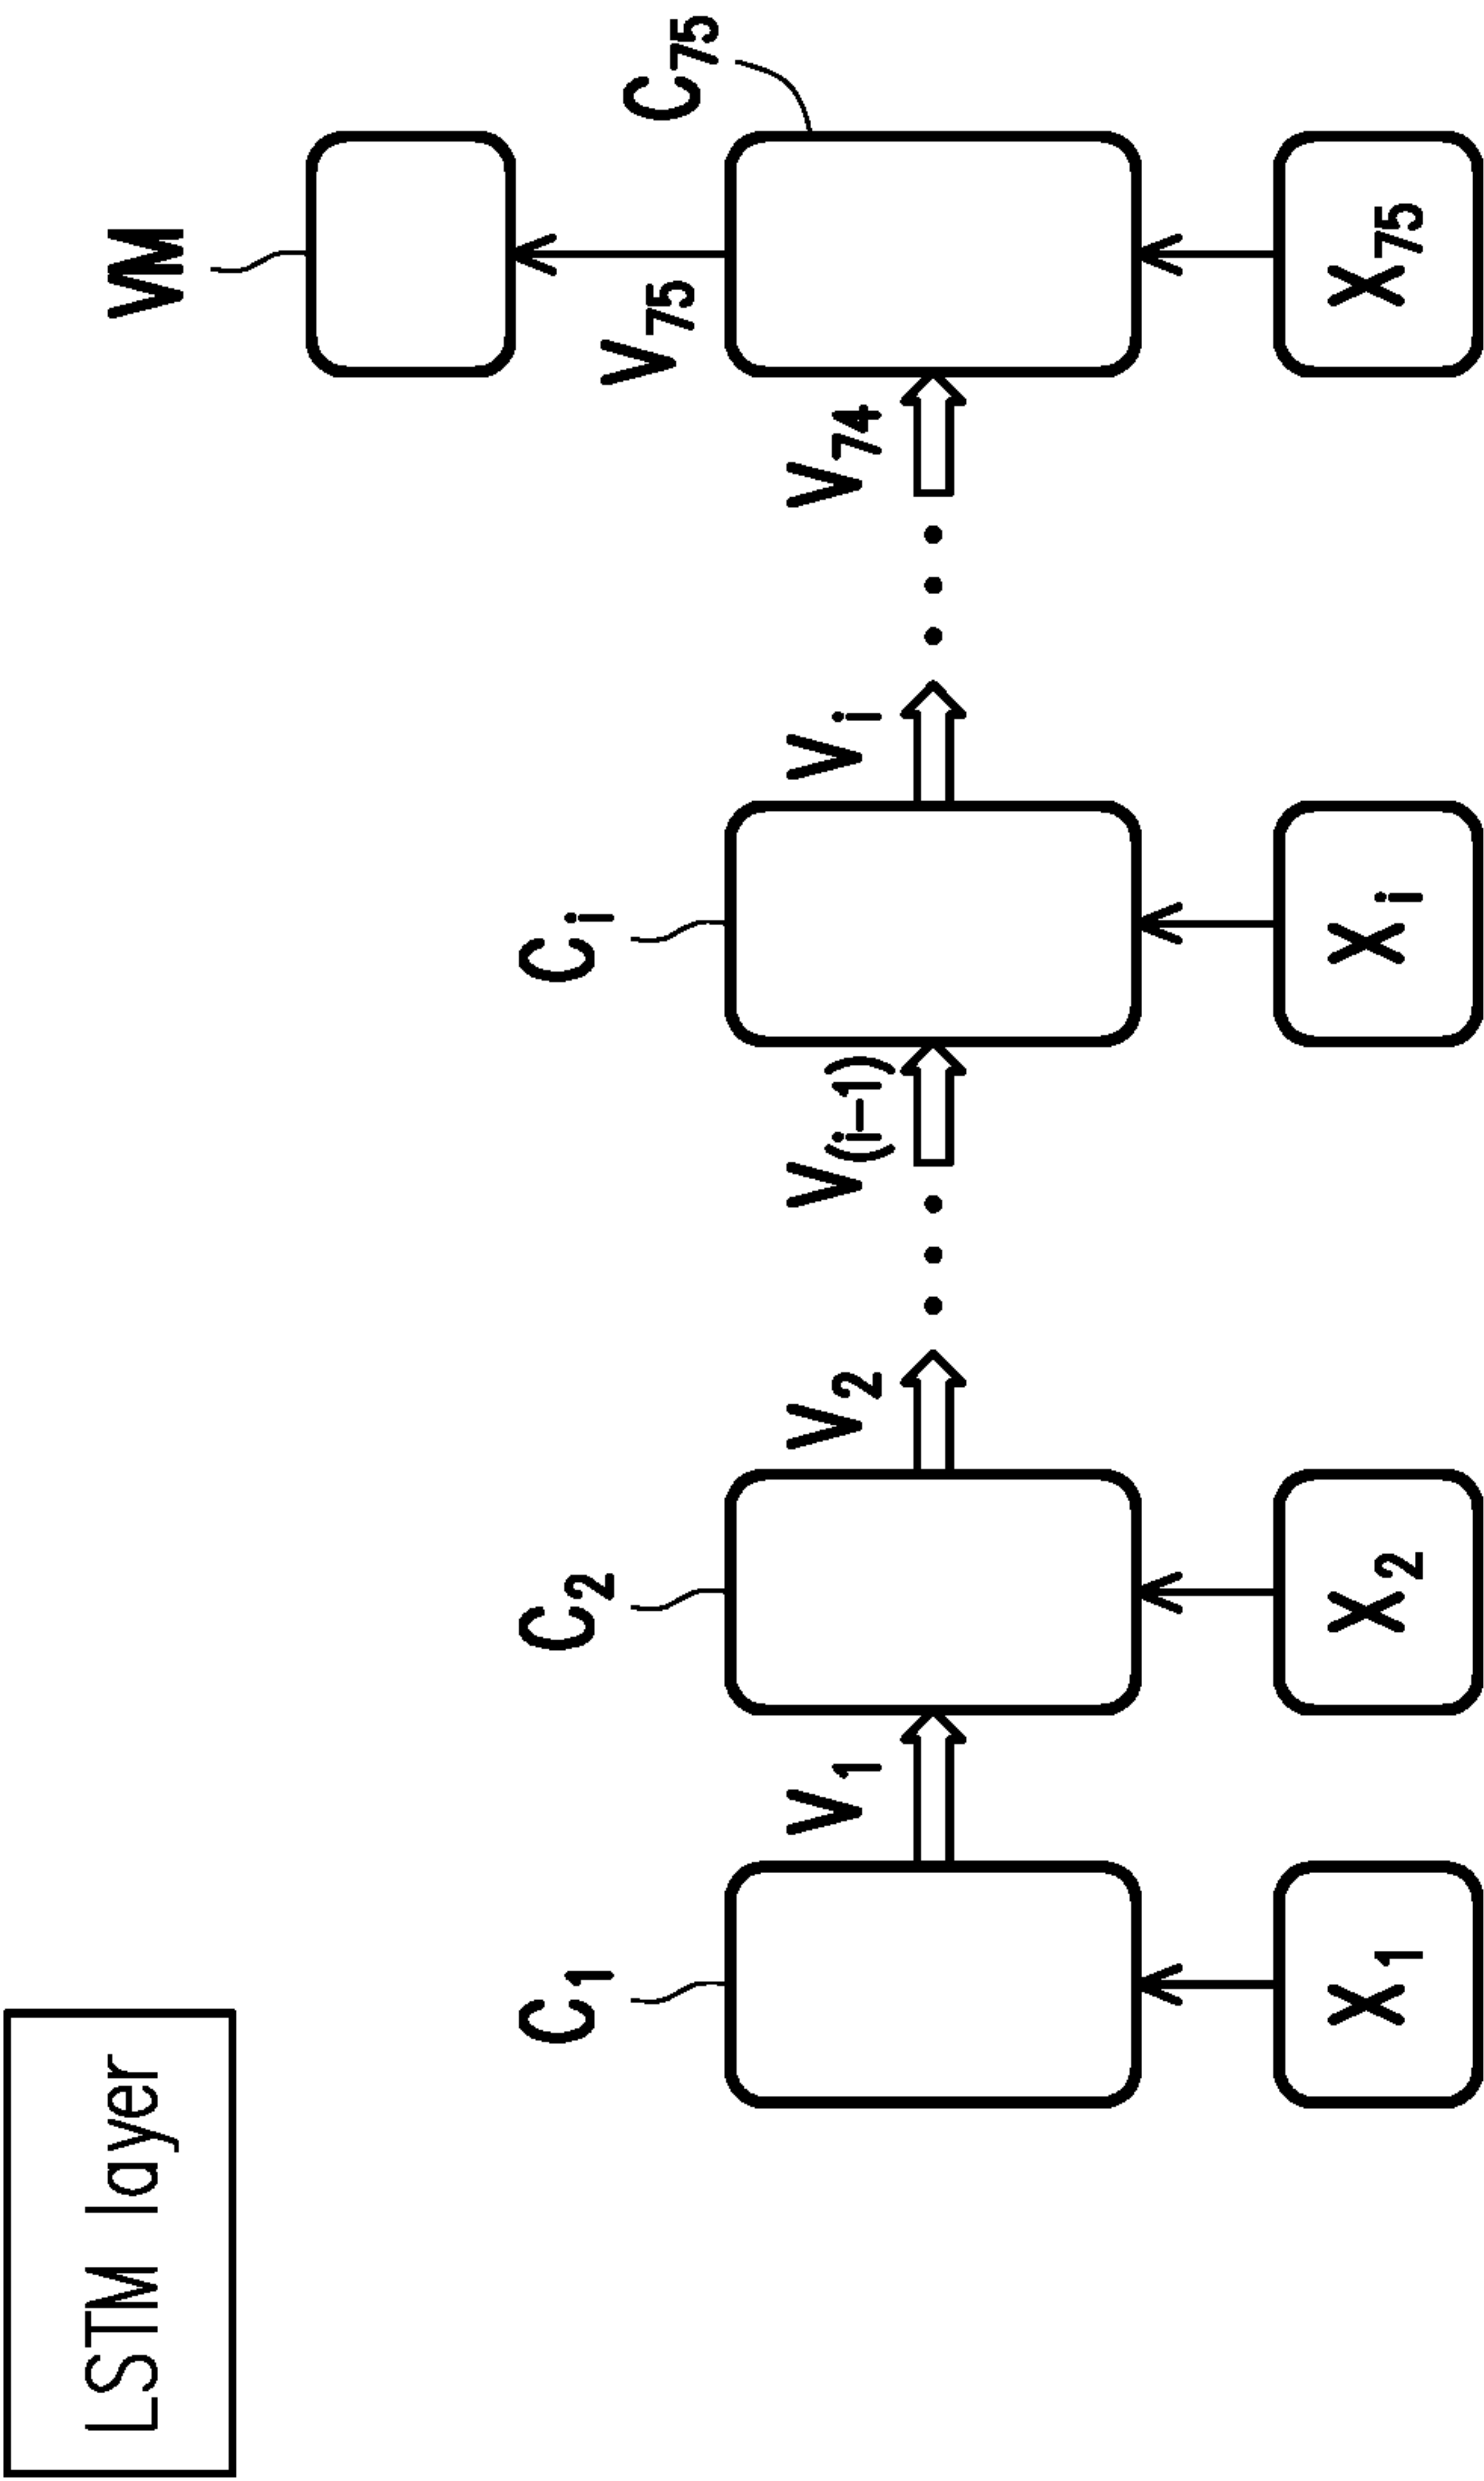 LSTM layer
VM
V75
C75
C1
C2
Ci
V1
V2
V(i-1)
Vi
V74
X1
X2
Xi
X75